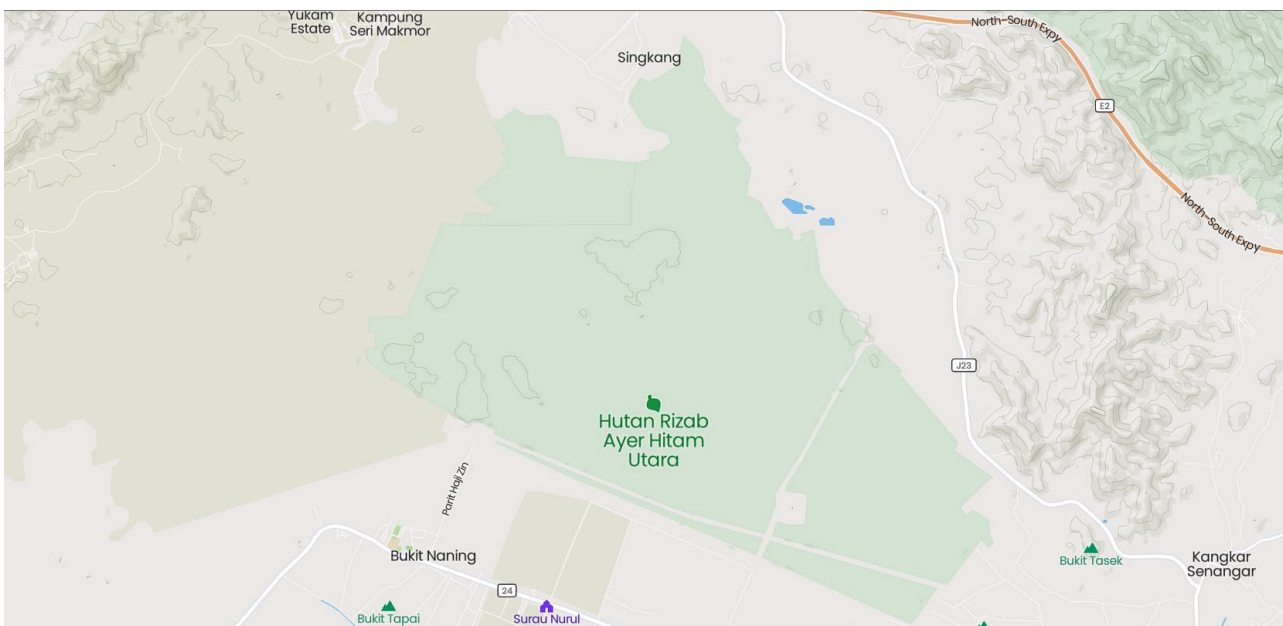 Yukam
Estate
Kampung
Seri Makmor
North-South Expy
Singkang
E2
North-South Expy
J23
Hutan Rizab
Ayer Hitam
Utara
Parit Haji Zin
Bukit Naning
Bukit Tasek
Kangkar
Senangar
24
Bukit Tapai
Surau Nurul